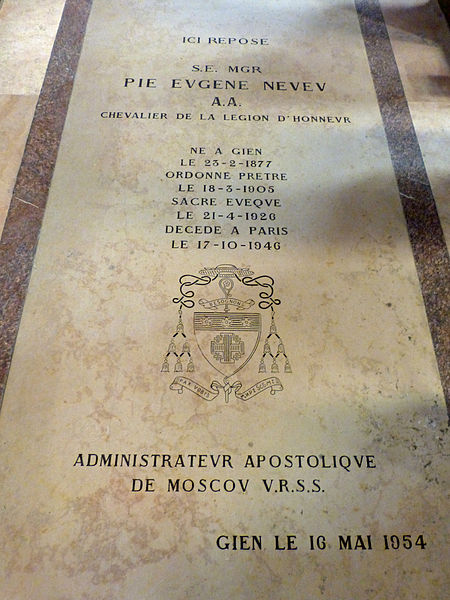 ICI REPOSE
S.E. MGR
PIE EVGENE NEVEV
A.A.
CHEVALIER DE LA LEGION D'HONNEVR
NE A GIEN
LE 23-2-1877
ORDONNE PRETRE
LE 18-3-1905
SACRE EVEQVE
LE 21-4-1926
DECEDE A PARIS
LE 17-10-1946
ADMINISTRATEVR APOSTOLIQVE
DE MOSCOV V.R.S.S.
GIEN LE 16 MAI 1954